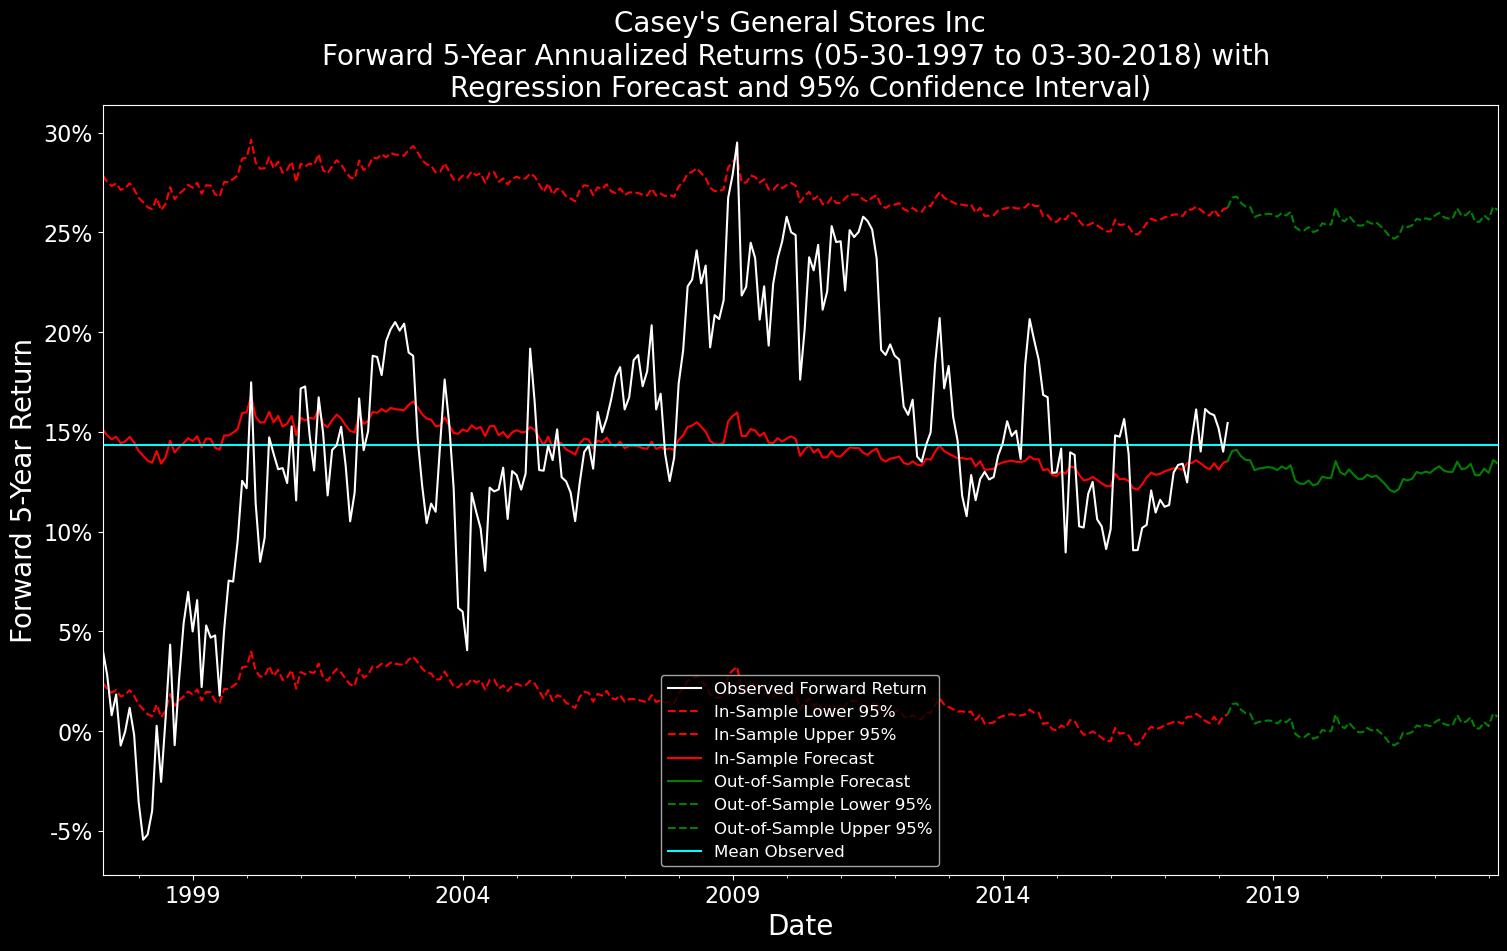 Casey's General Stores Inc
Forward 5-Year Annualized Returns (05-30-1997 to 03-30-2018) with
Regression Forecast and 95% Confidence Interval)
30%
25%
20%
15%
10%
5%
0%
-5%
Forward 5-Year Return
Observed Forward Return
In-Sample Lower 95%
In-Sample Upper 95%
In-Sample Forecast
Out-of-Sample Forecast
Out-of-Sample Lower 95%
Out-of-Sample Upper 95%
Mean Observed
1999 2004 2009 2014 2019
Date